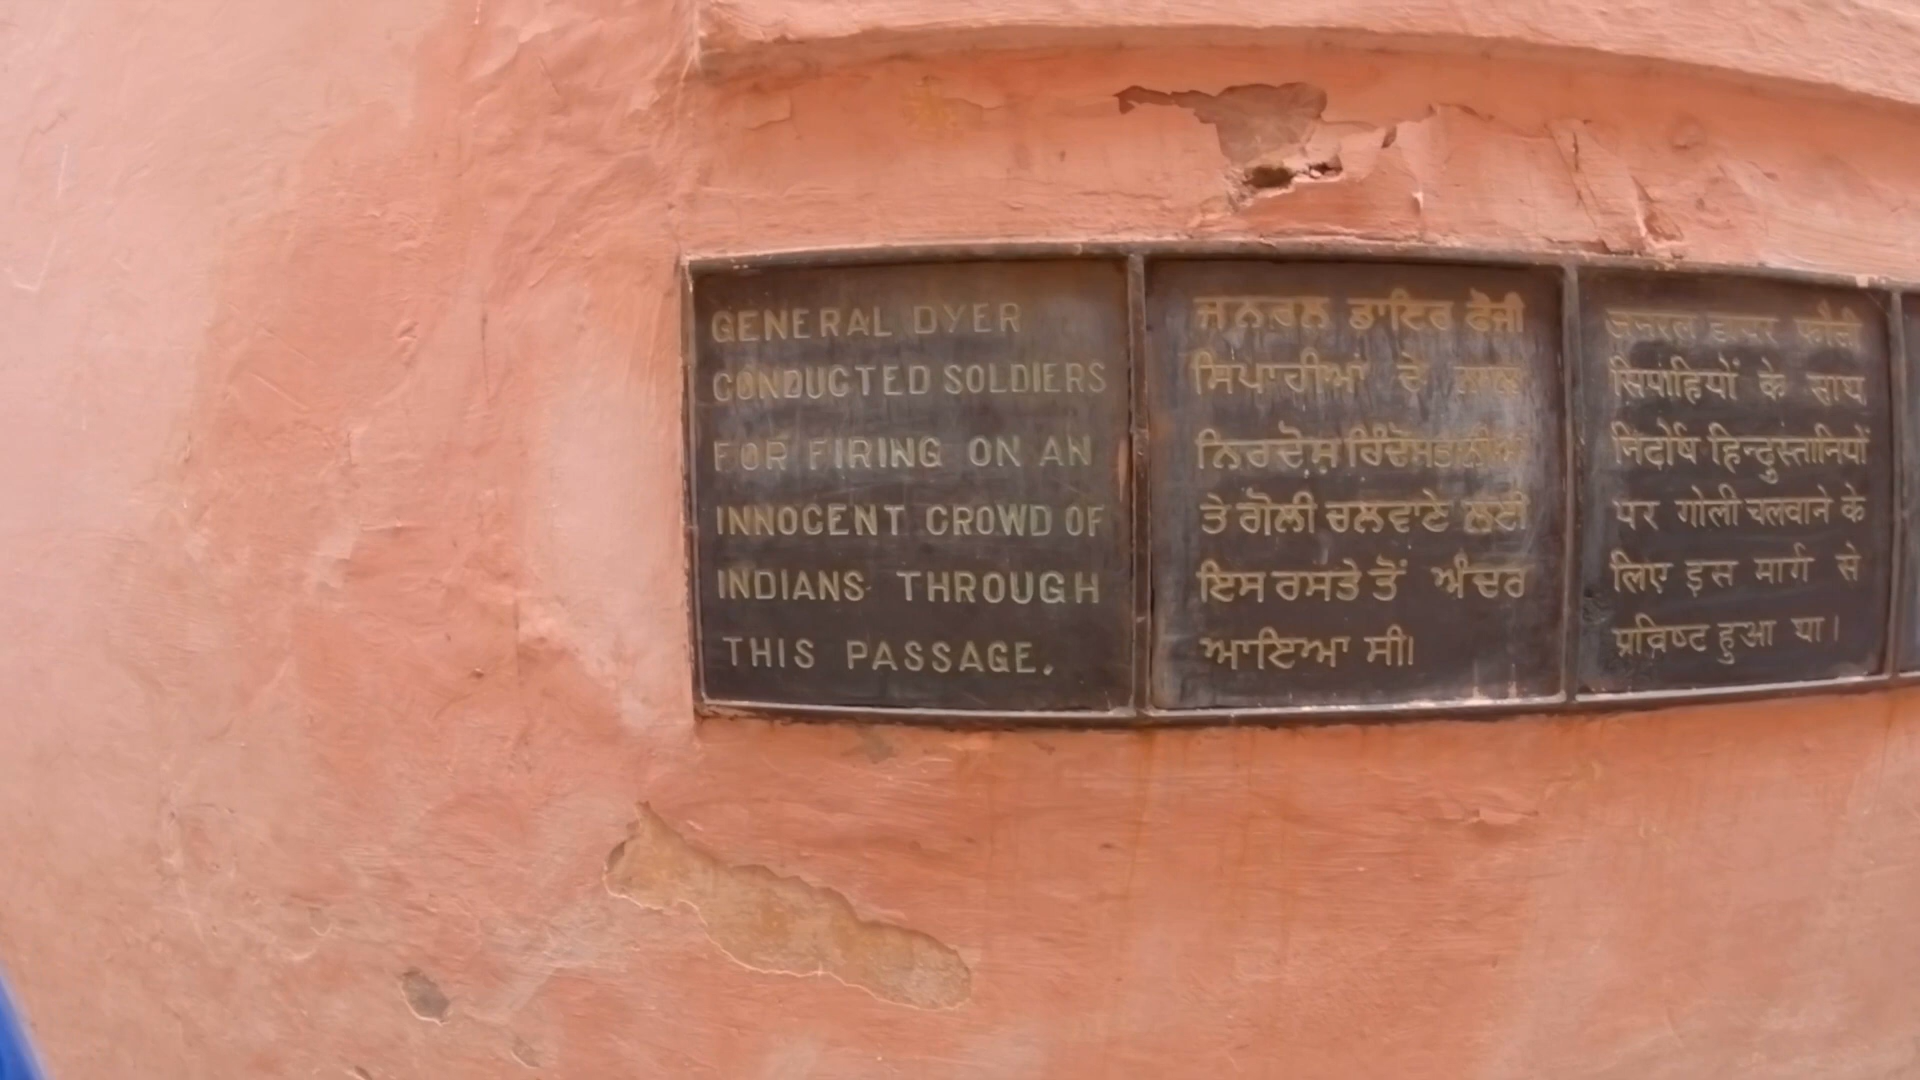 GENERAL DYER
CONDUCTED SOLDIERS
FOR FIRING ON AN
INNOCENT CROWD OF
INDIANS THROUGH
THIS PASSAGE.
ਜਨਰਲ ਡਾਇਰ ਫੌਜੀ
ਸਿਪਾਹੀਆਂ ਦੇ ਨਾਲ
ਨਿਰਦੋਸ਼ ਹਿੰਦੋਸਤਾਨੀਆਂ
ਤੇ ਗੋਲੀ ਚਲਵਾਣੇ ਲਈ
ਇਸ ਰਸਤੇ ਤੋਂ ਅੰਦਰ
ਆਇਆ ਸੀ।
जनरल डायर फौजी
सिपाहियों के साथ
निर्दोष हिन्दुस्तानियों
पर गोली चलवाने के
लिए इस मार्ग से
प्रविष्ट हुआ था।